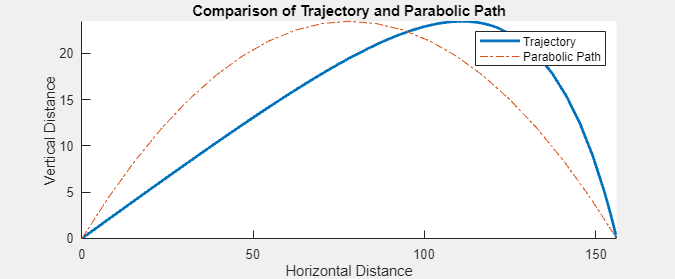 Comparison of Trajectory and Parabolic Path
Trajectory
Parabolic Path
Vertical Distance
20
15
10
5
0
0 50 100 150
Horizontal Distance